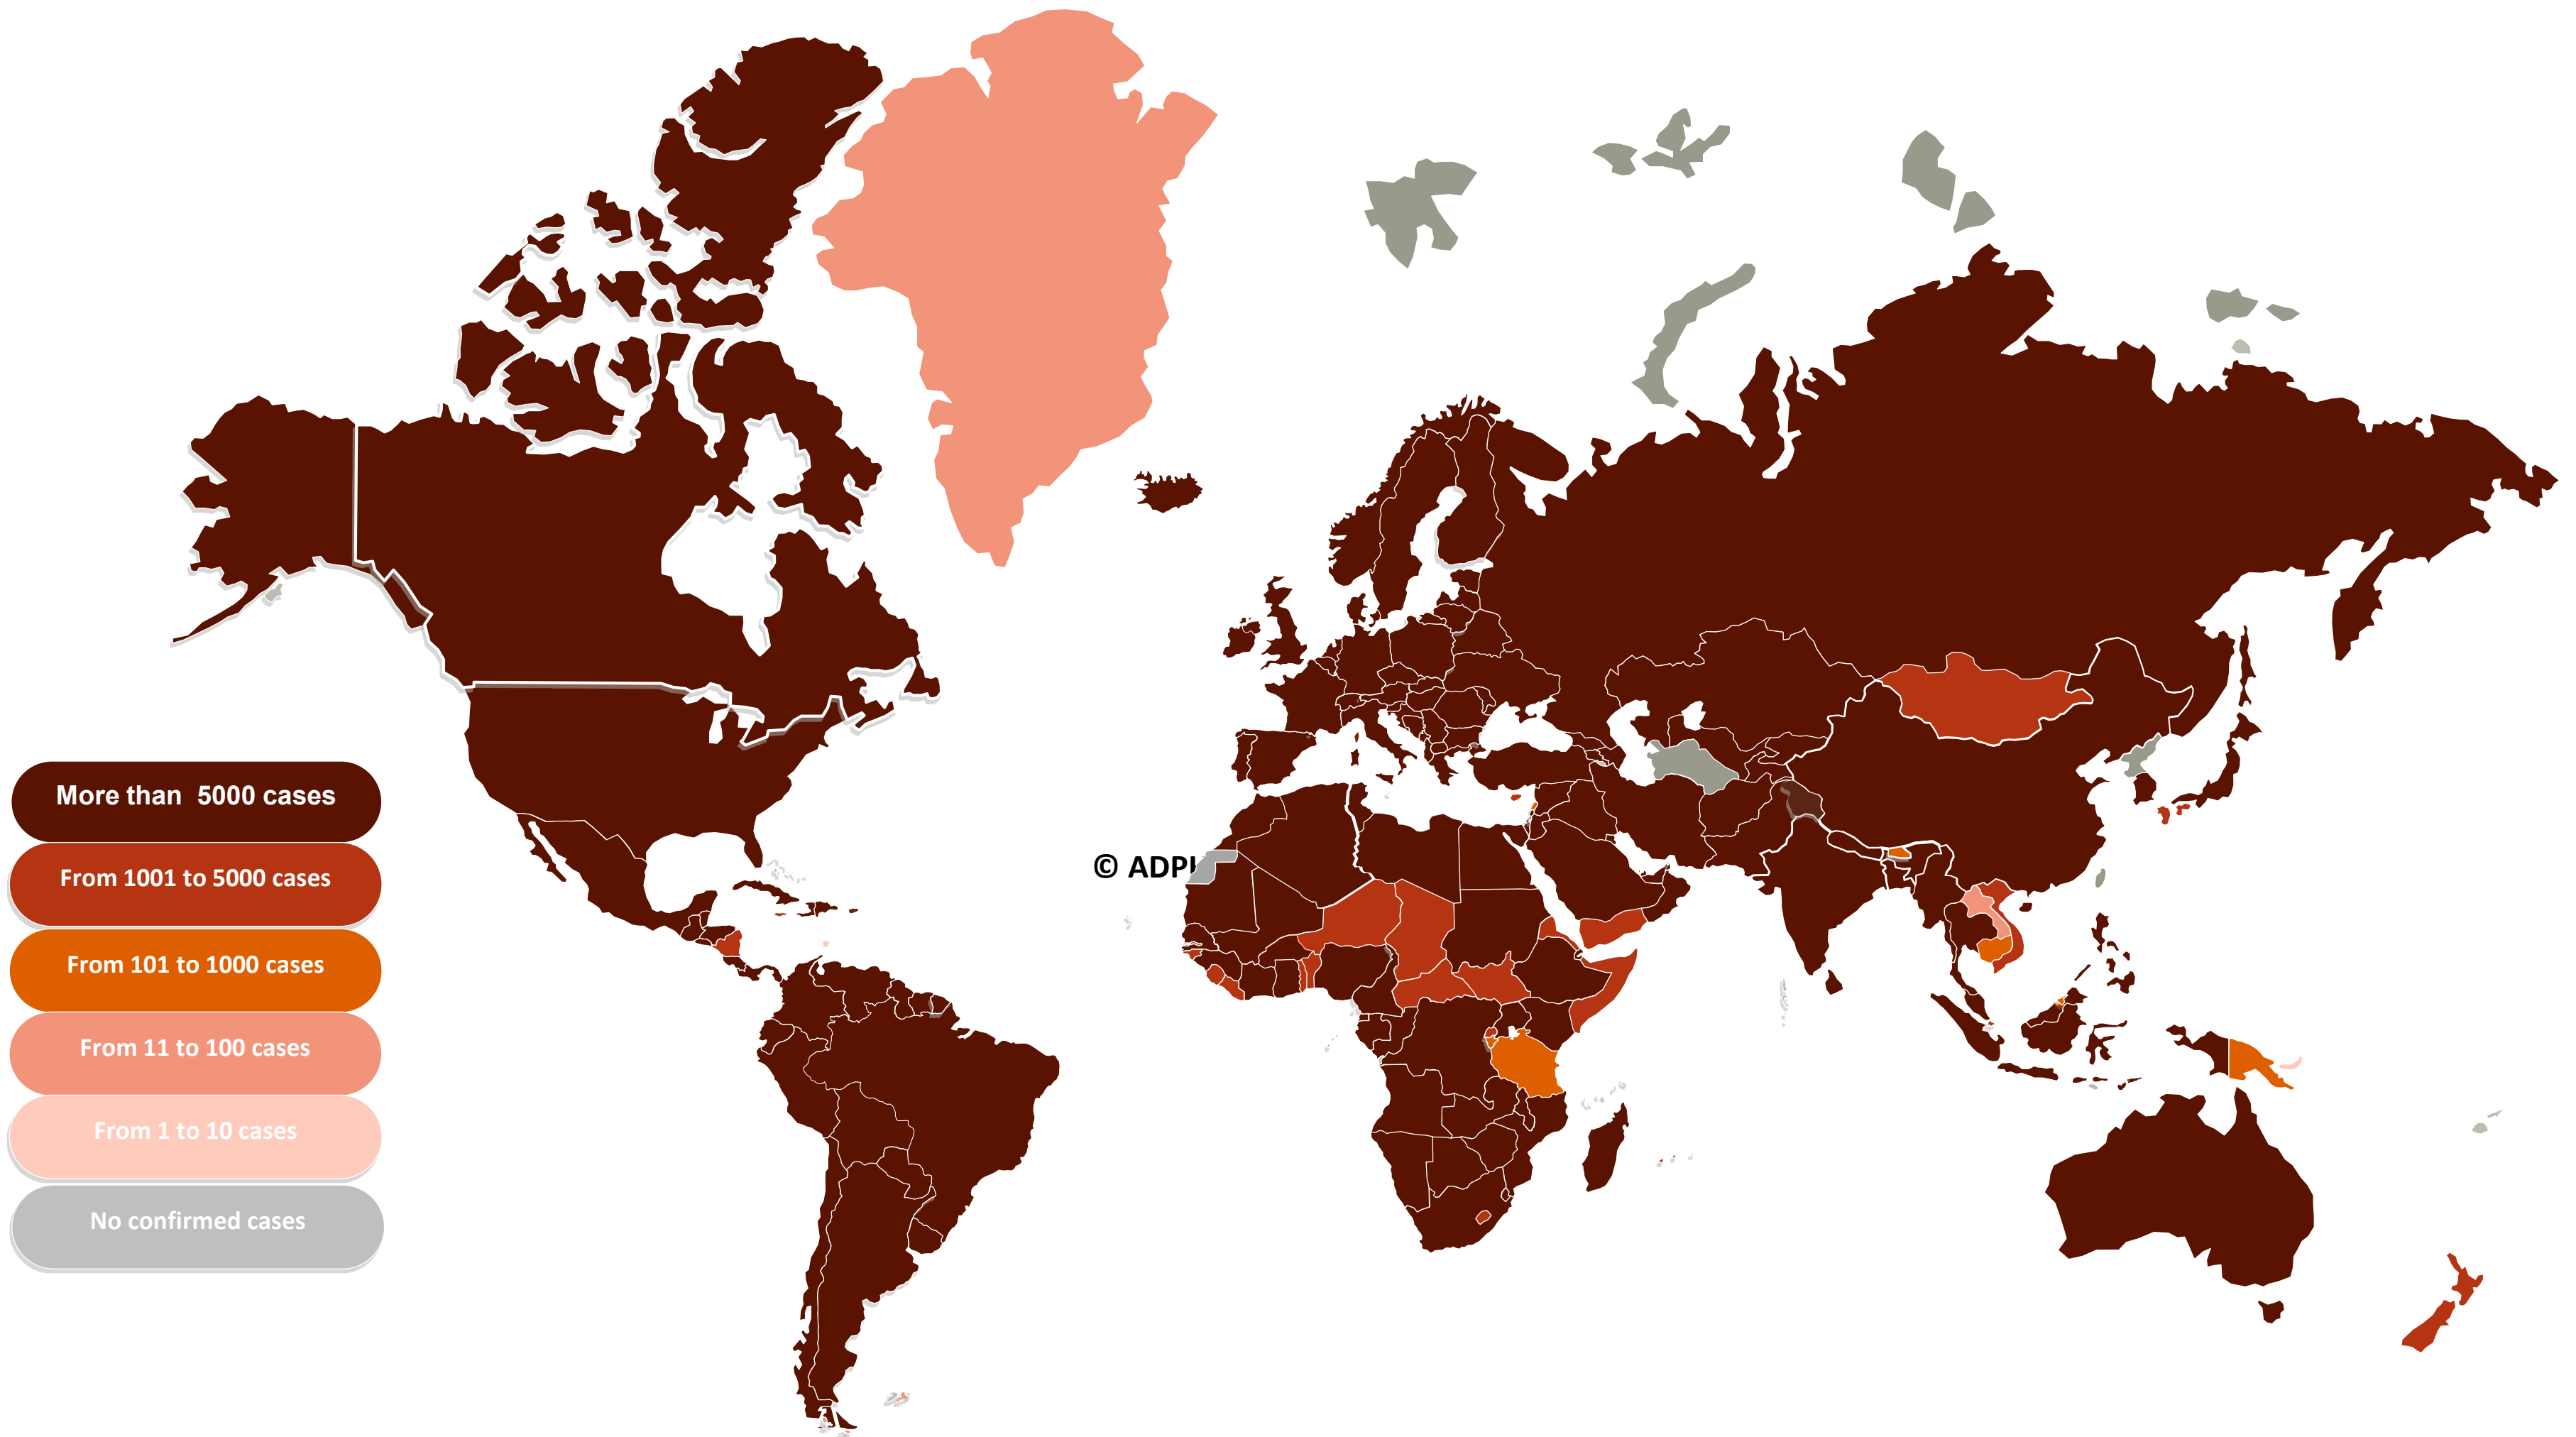 More than  5000 cases
From 1001 to 5000 cases
From 101 to 1000 cases
From 11 to 100 cases
From 1 to 10 cases
No confirmed cases
©